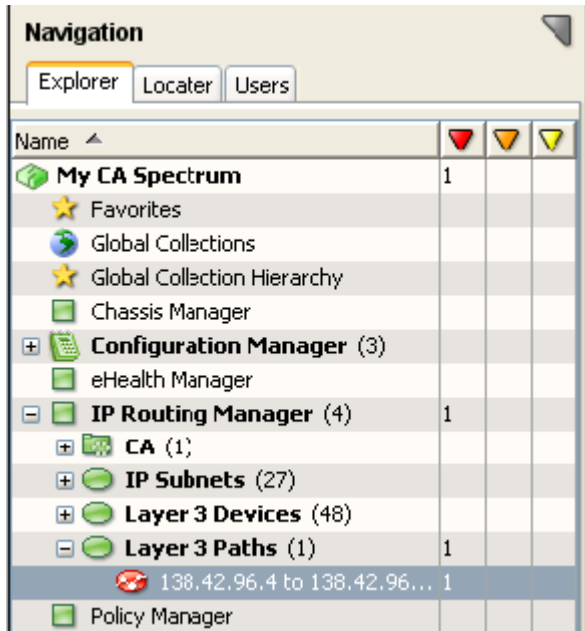 Navigation
Explorer Locater Users
Name
My CA Spectrum 1
Favorites
Global Collections
Global Collection Hierarchy
Chassis Manager
Configuration Manager (3)
eHealth Manager
IP Routing Manager (4) 1
CA (1)
IP Subnets (27)
Layer 3 Devices (48)
Layer 3 Paths (1) 1
138.42.96.4 to 138.42.96... 1
Policy Manager